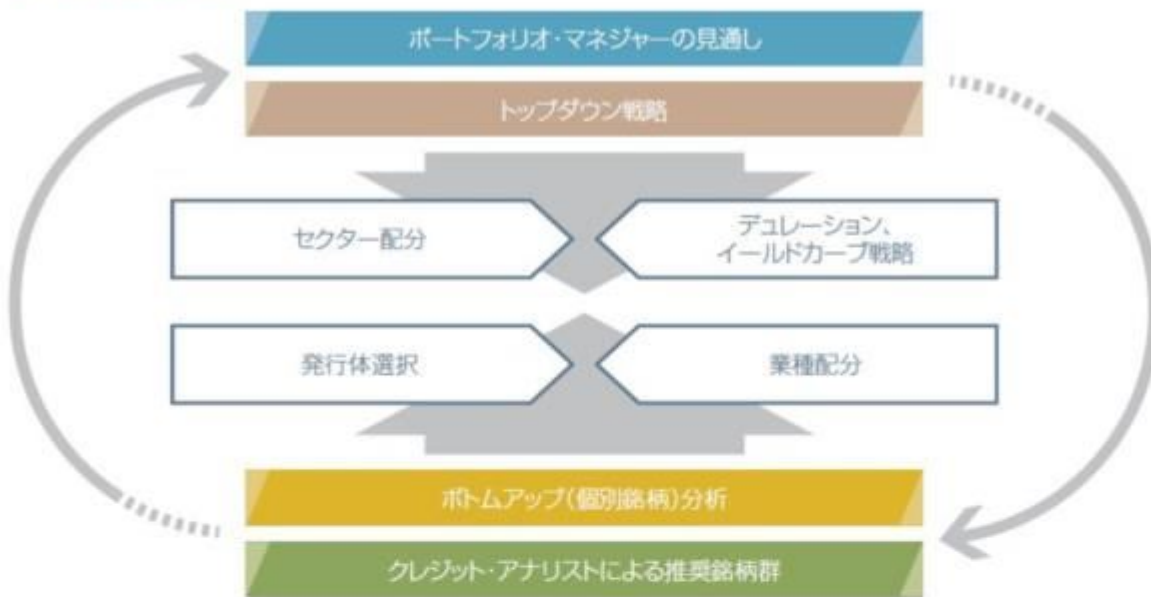 ポートフォリオ・マネジャーの見通し
トップダウン戦略
セクター配分
デュレーション、
イールドカーブ戦略
発行体選択
業種配分
ボトムアップ(個別銘柄)分析
クレジット・アナリストによる推奨銘柄群